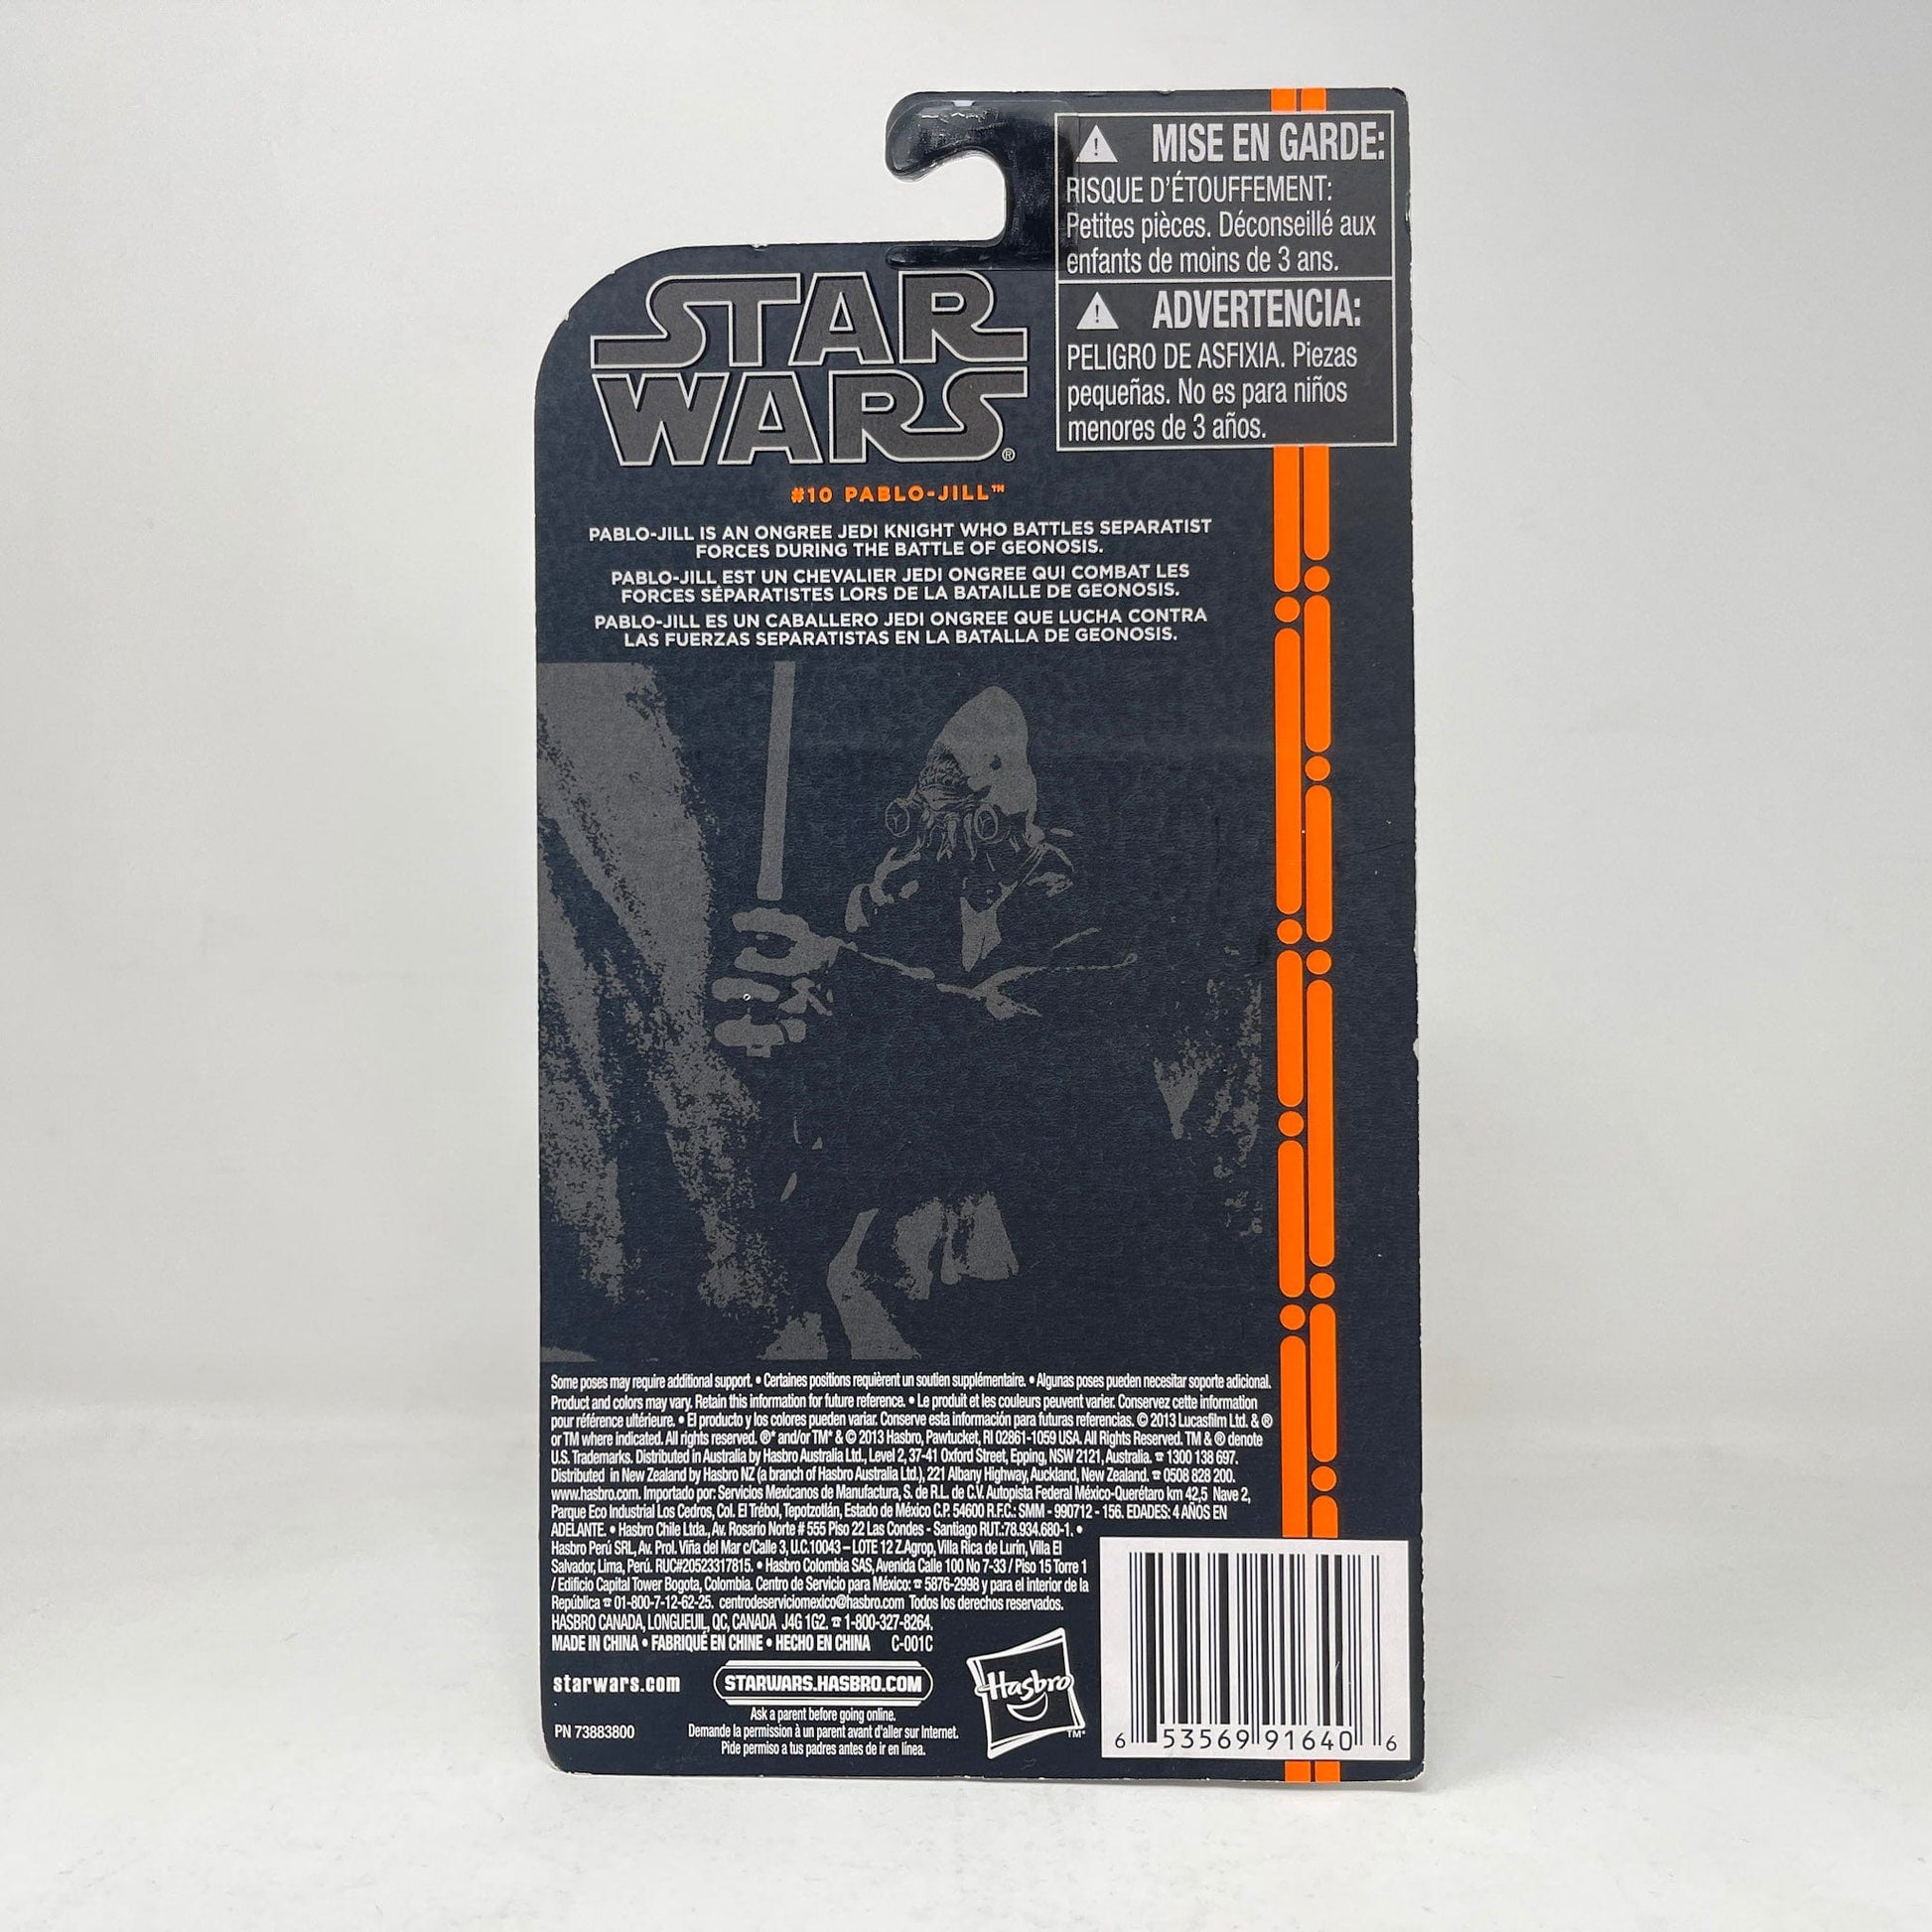 MISE EN GARDE:
RISQUE D'ÉTOUFFEMENT:
Petites pièces. Déconseillé aux
enfants de moins de 3 ans.
ADVERTENCIA:
PELIGRO DE ASFIXIA. Piezas
pequeñas. No es para niños
menores de 3 años.
STAR
WARS®
#10 PABLO-JILL™
PABLO-JILL IS AN ONGREE JEDI KNIGHT WHO BATTLES SEPARATIST
FORCES DURING THE BATTLE OF GEONOSIS.
PABLO-JILL EST UN CHEVALIER JEDI ONGREE QUI COMBAT LES
FORCES SÉPARATISTES LORS DE LA BATAILLE DE GEONOSIS.
PABLO-JILL ES UN CABALLERO JEDI ONGREE QUE LUCHA CONTRA
LAS FUERZAS SEPARATISTAS EN LA BATALLA DE GEONOSIS.
Some poses may require additional support. • Certaines positions requièrent un soutien supplémentaire. • Algunas poses pueden necesitar soporte adicional.
Product and colors may vary. Retain this information for future reference. • Le produit et les couleurs peuvent varier. Conservez cette information
pour référence ultérieure. • El producto y los colores pueden variar. Conserve esta información para futuras referencias. © 2013 Lucasfilm Ltd. & ®
or TM where indicated. All rights reserved. ®* and/or TM* & © 2013 Hasbro, Pawtucket, RI 02861-1059 USA. All Rights Reserved. TM & ® denote
U.S. Trademarks. Distributed in Australia by Hasbro Australia Ltd., Level 2, 37-41 Oxford Street, Epping, NSW 2121, Australia. ☎ 1300 138 697.
Distributed in New Zealand by Hasbro NZ (a branch of Hasbro Australia Ltd.), 221 Albany Highway, Auckland, New Zealand. ☎ 0508 828 200.
www.hasbro.com. Importado por: Servicios Mexicanos de Manufactura, S. de R.L. de C.V. Autopista Federal México-Querétaro km 42,5 Nave 2,
Parque Eco Industrial Los Cedros, Col. El Trébol, Tepotzotlán, Estado de México C.P. 54600 R.F.C.: SMM - 990712 - 156. EDADES: 4 AÑOS EN
ADELANTE. • Hasbro Chile Ltda., Av. Rosario Norte # 555 Piso 22 Las Condes - Santiago RUT.:78.934.680-1. •
Hasbro Perú SRL, Av. Prol. Viña del Mar c/Calle 3, U.C.10043 – LOTE 12 Z.Agrop, Villa Rica de Lurín, Villa El
Salvador, Lima, Perú. RUC#20523317815. • Hasbro Colombia SAS, Avenida Calle 100 No 7-33 / Piso 15 Torre 1
/ Edificio Capital Tower Bogota, Colombia. Centro de Servicio para México: ☎ 5876-2998 y para el interior de la
República ☎ 01-800-7-12-62-25. centrodeserviciomexico@hasbro.com Todos los derechos reservados.
HASBRO CANADA, LONGUEUIL, QC, CANADA J4G 1G2. ☎ 1-800-327-8264.
MADE IN CHINA • FABRIQUÉ EN CHINE • HECHO EN CHINA C-001C
starwars.com
STARWARS.HASBRO.COM
Ask a parent before going online.
Demande la permission à un parent avant d'aller sur Internet.
Pide permiso a tus padres antes de ir en línea.
PN 73883800
Hasbro
TM*
6 53569 91640 6